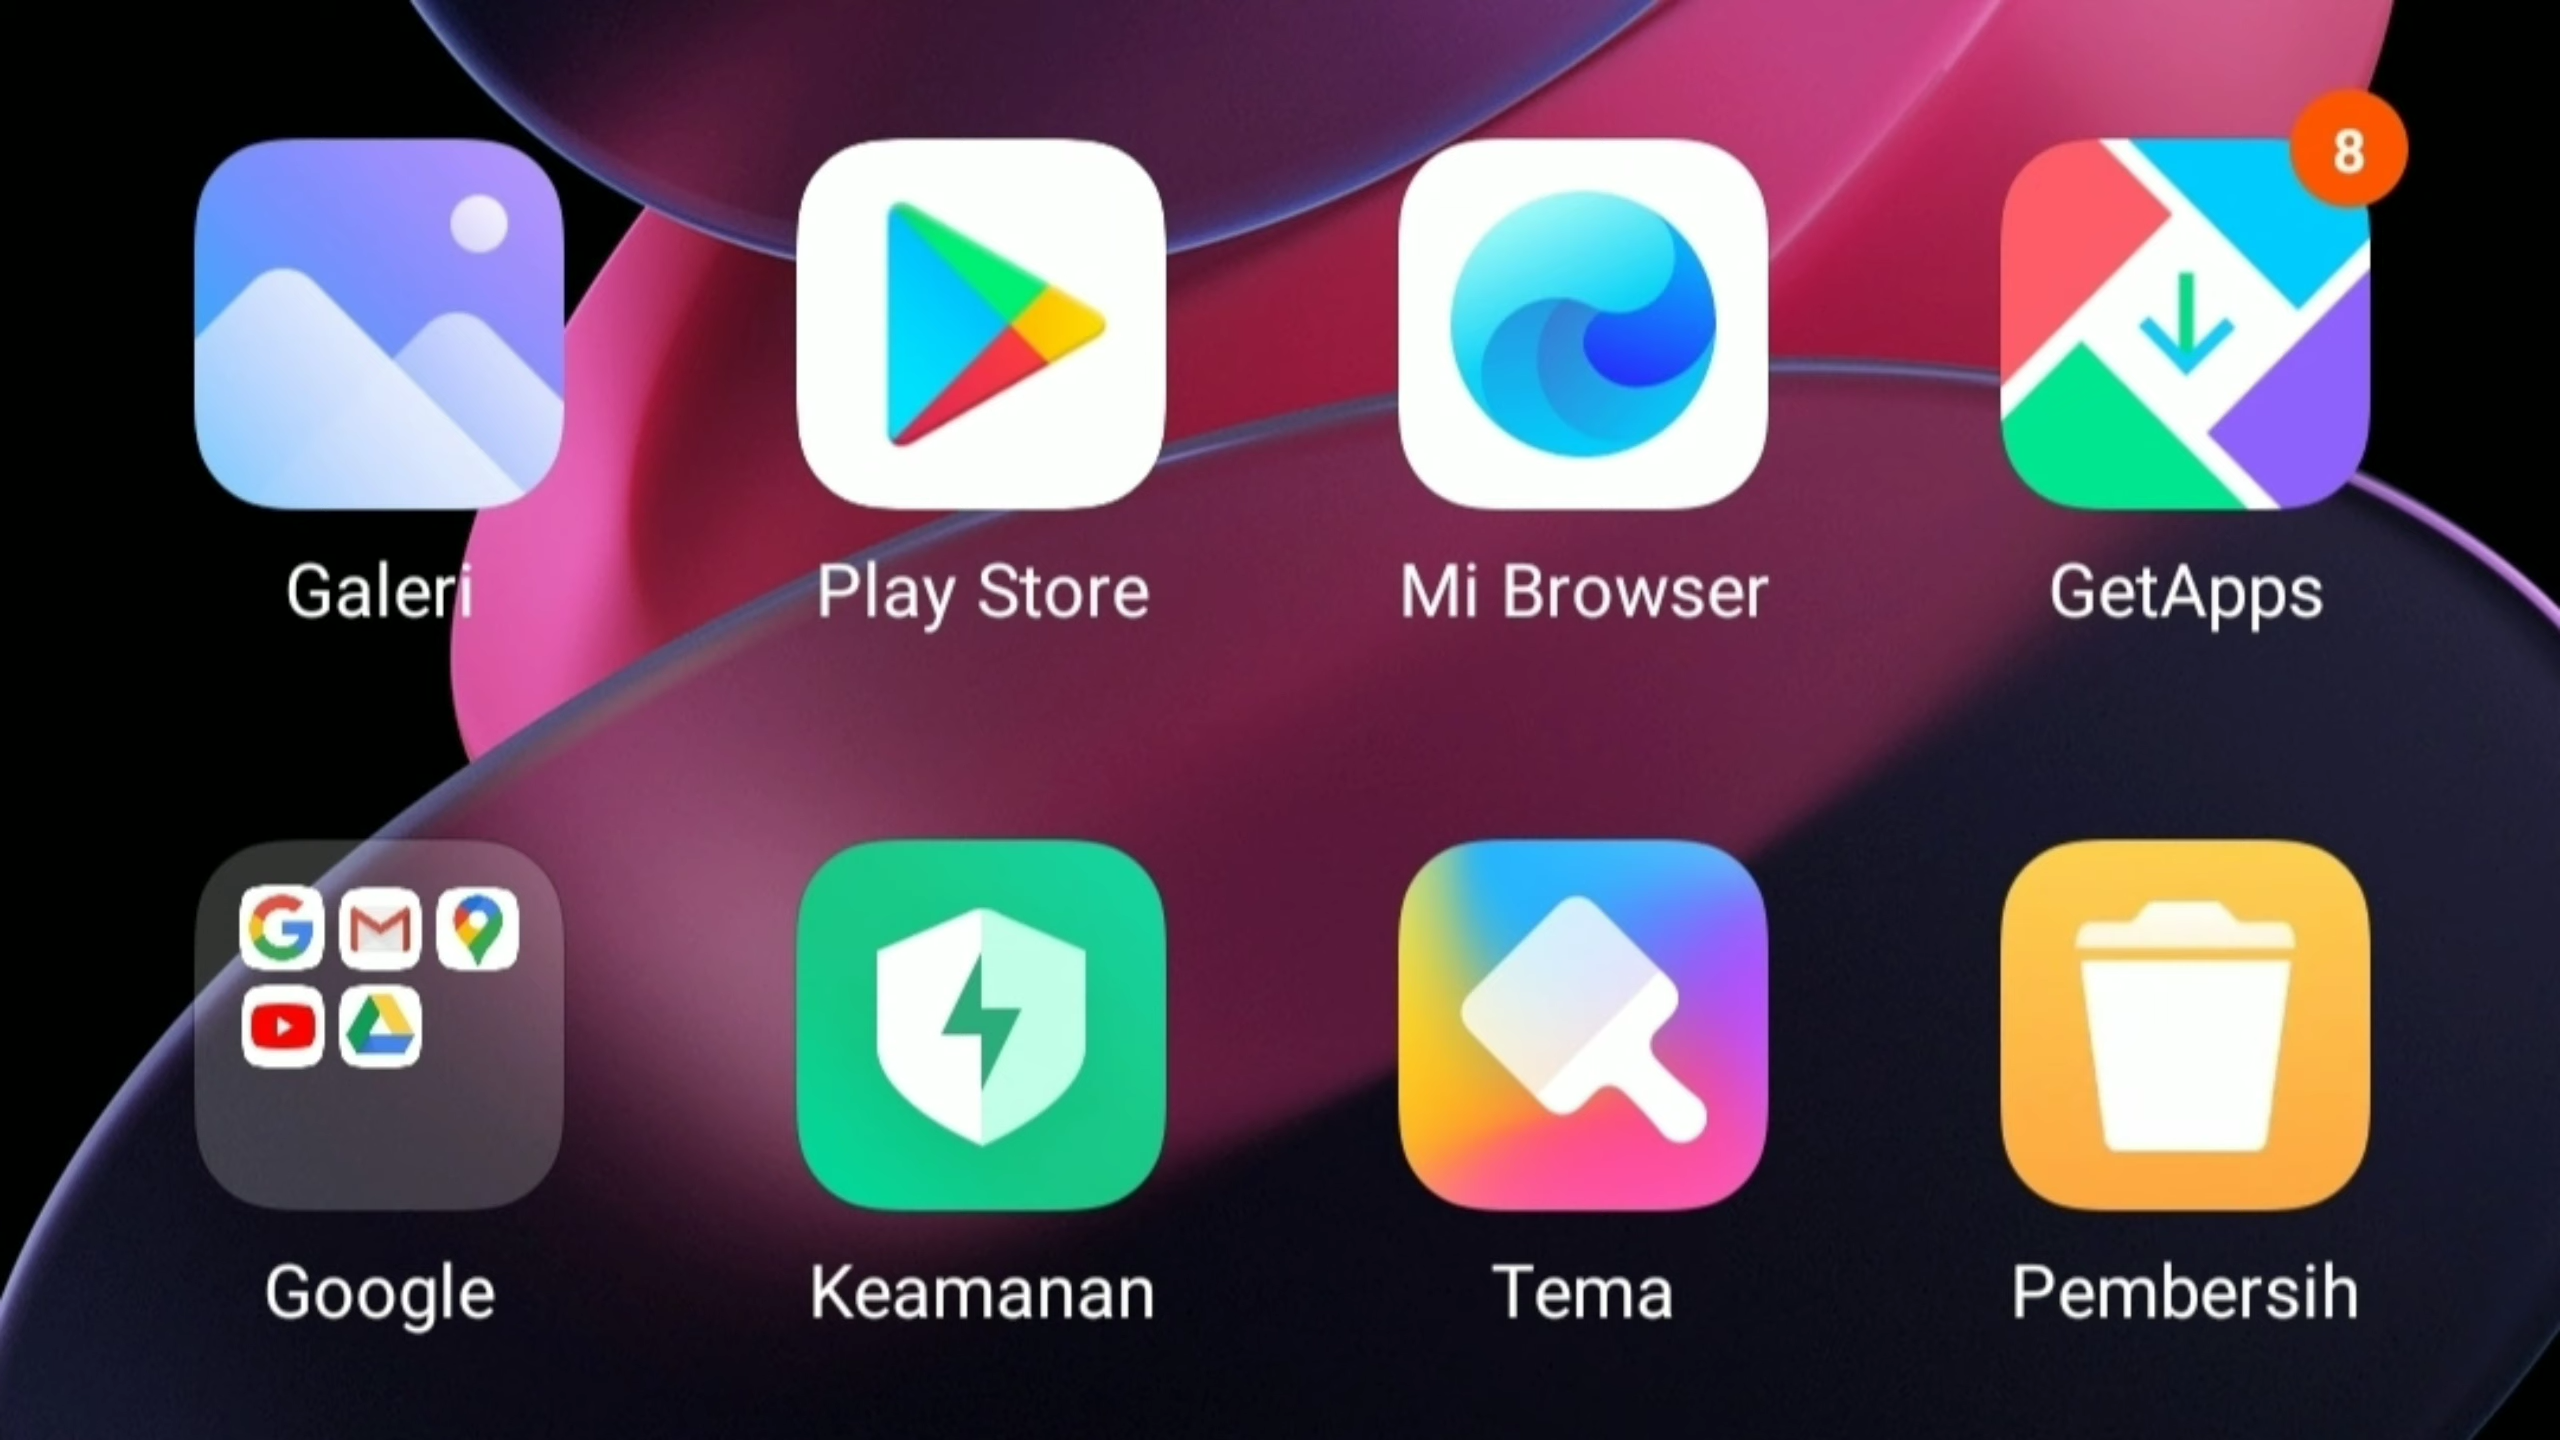 8
Galeri
Play Store
Mi Browser
GetApps
Google
Keamanan
Tema
Pembersih